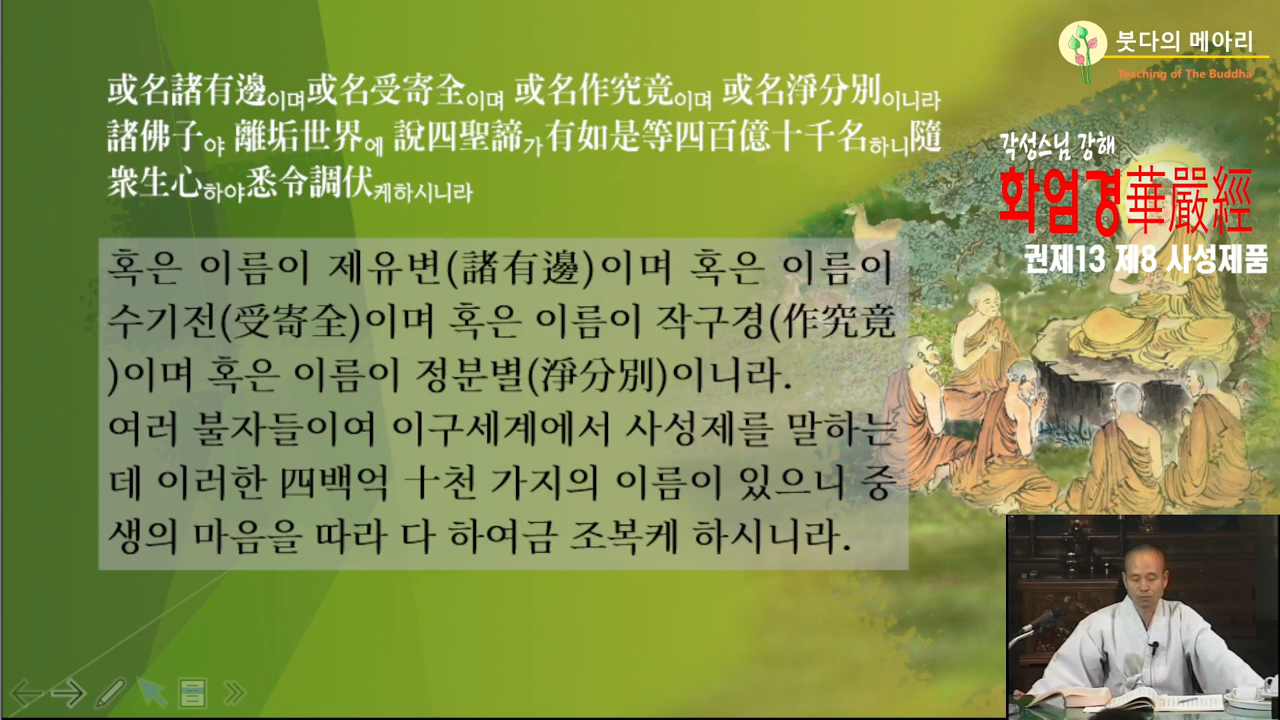 붓다의 메아리
Teaching of The Buddha
각성스님 강해
화엄경華嚴經
권제13 제8 사성제품
或名諸有邊이며或名受寄全이며 或名作究竟이며 或名淨分別이니라
諸佛子야 離垢世界에 說四聖諦가有如是等四百億十千名하니隨
衆生心하야悉令調伏케하시니라
혹은 이름이 제유변(諸有邊)이며 혹은 이름이
수기전(受寄全)이며 혹은 이름이 작구경(作究竟
)이며 혹은 이름이 정분별(淨分別)이니라.
여러 불자들이여 이구세계에서 사성제를 말하는
데 이러한 四백억 十천 가지의 이름이 있으니 중
생의 마음을 따라 다 하여금 조복케 하시니라.